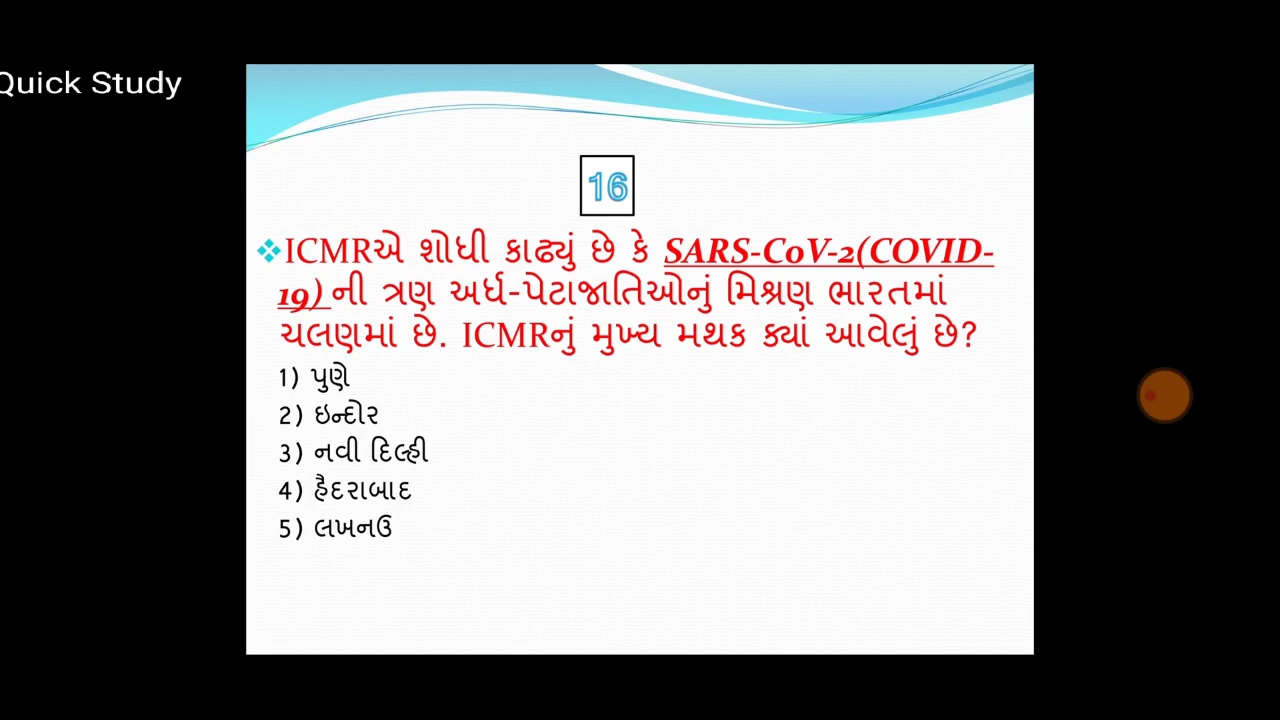 Quick Study
16
ICMRએ શોધી કાઢ્યું છે કે SARS-CoV-2(COVID-
19) ની ત્રણ અર્ધ-પેટાજાતિઓનું મિશ્રણ ભારતમાં
ચલણમાં છે. ICMRનું મુખ્ય મથક ક્યાં આવેલું છે?
1) પુણે
2) ઇન્દોર
3) નવી દિલ્હી
4) હૈદરાબાદ
5) લખનઉ